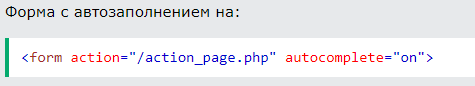 Форма с автозаполнением на:
<form action="/action_page.php" autocomplete="on">